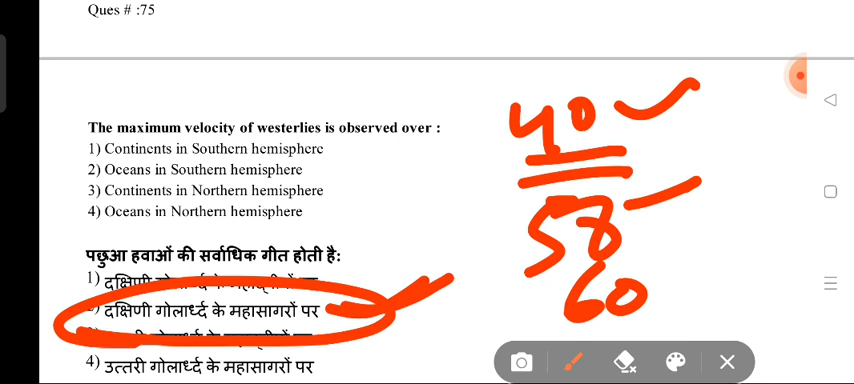 Ques # :75
The maximum velocity of westerlies is observed over :
1) Continents in Southern hemisphere
2) Oceans in Southern hemisphere
3) Continents in Northern hemisphere
4) Oceans in Northern hemisphere
40
58
60
पछुआ हवाओं की सर्वाधिक गीत होती है:
1) दक्षिणी
दक्षिणी गोलार्ध्द के महासागरों पर
4) उत्तरी गोलार्ध्द के महासागरों पर